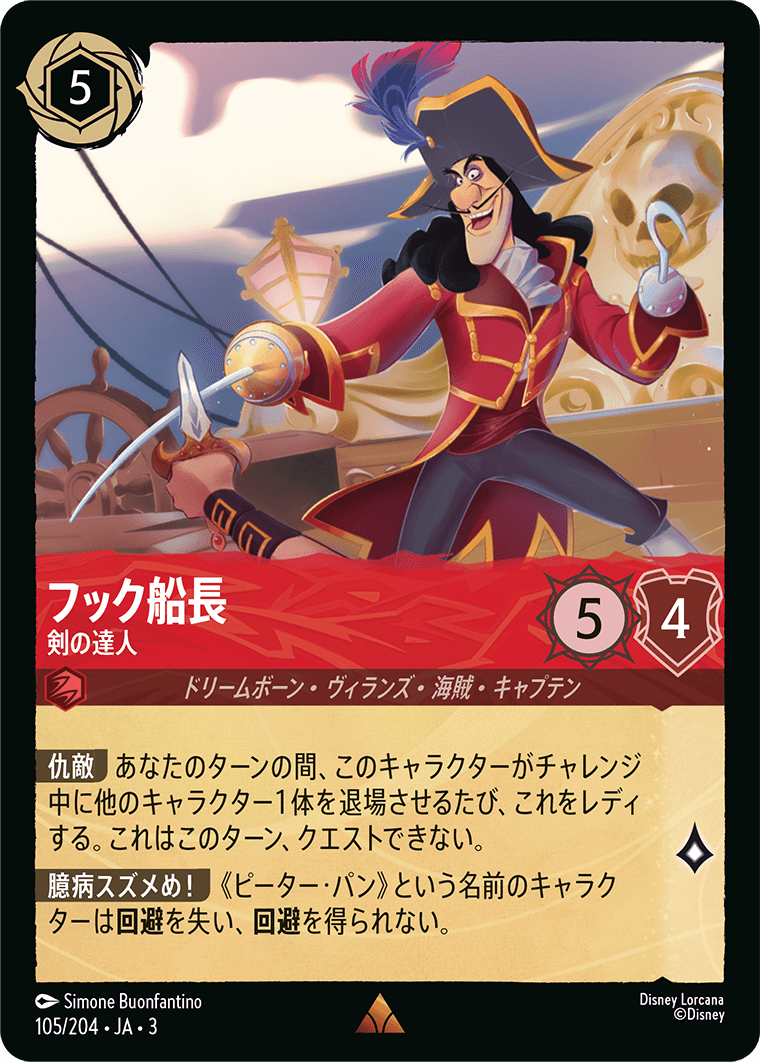 5
フック船長
剣の達人
5
4
ドリームボーン・ヴィランズ・海賊・キャプテン
仇敵 あなたのターンの間、このキャラクターがチャレンジ
中に他のキャラクター1体を退場させるたび、これをレディ
する。これはこのターン、クエストできない。
臆病スズメめ! 《ピーター・パン》という名前のキャラク
ターは回避を失い、回避を得られない。
Simone Buonfantino
105/204・JA・3
Disney Lorcana
©Disney